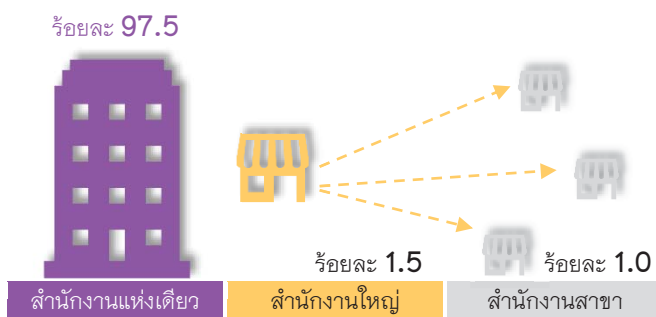 ร้อยละ 97.5
ร้อยละ 1.5
ร้อยละ 1.0
สำนักงานแห่งเดียว
สำนักงานใหญ่
สำนักงานสาขา